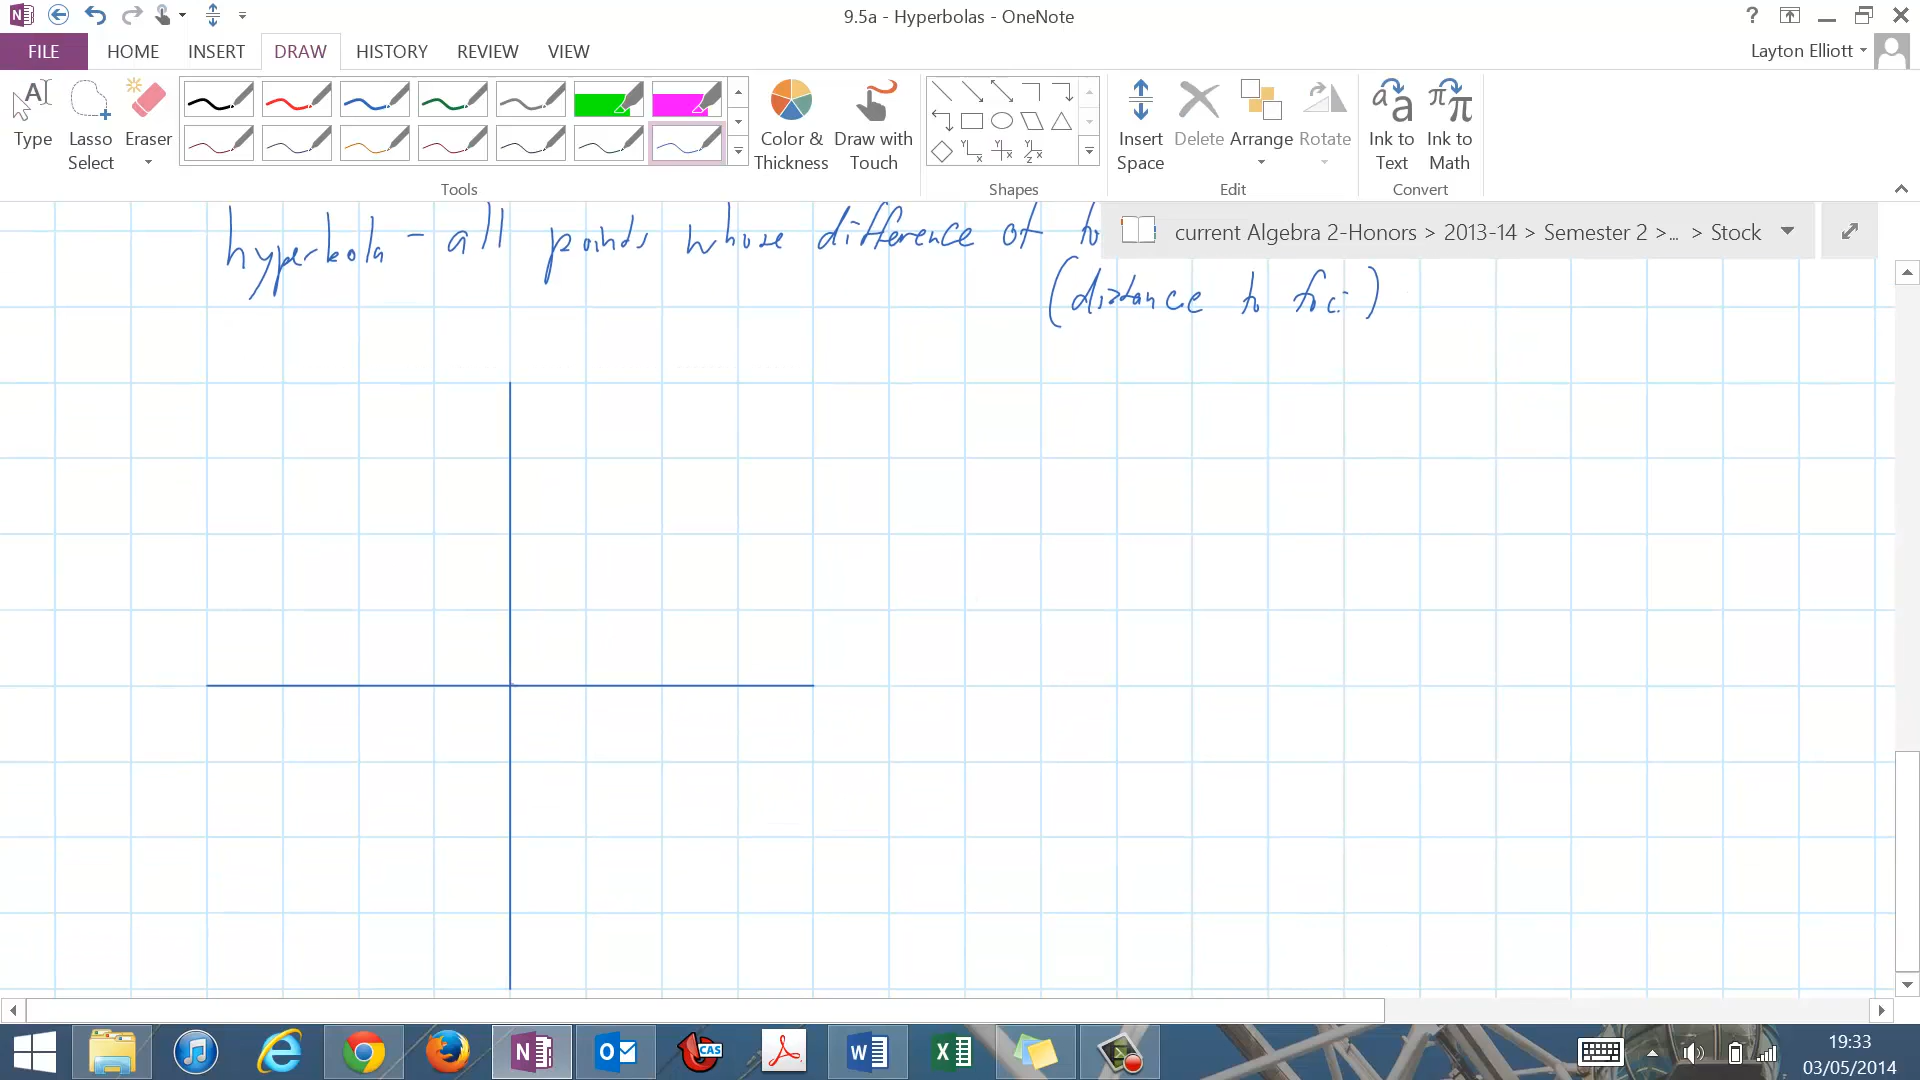 9.5a - Hyperbolas - OneNote
?
FILE HOME INSERT DRAW HISTORY REVIEW VIEW
Layton Elliott
Type
Lasso Select
Eraser
Color & Thickness
Draw with Touch
Insert Space
Delete
Arrange
Rotate
Ink to Text
Ink to Math
Tools
Shapes
Edit
Convert
hyperbola - all points whose difference of to
current Algebra 2-Honors > 2013-14 > Semester 2 >... > Stock
(distance to foci)
CAS
19:33
03/05/2014